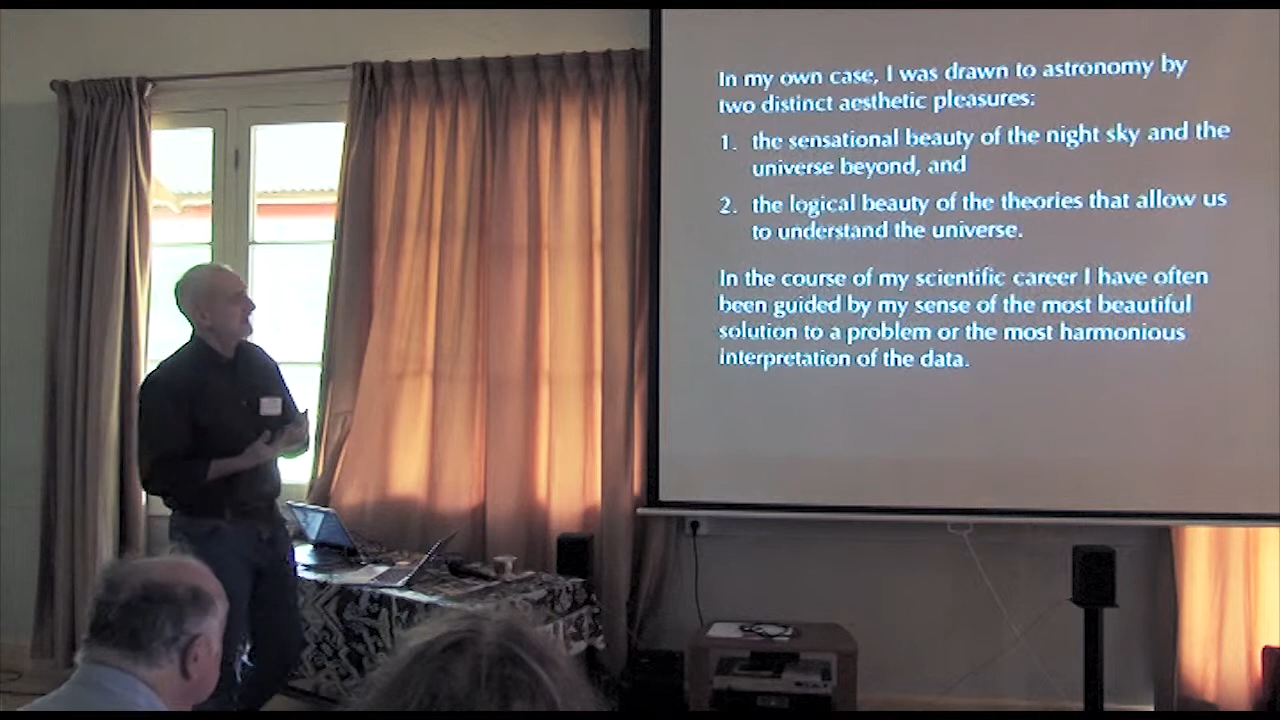 In my own case, I was drawn to astronomy by
two distinct aesthetic pleasures:
1. the sensational beauty of the night sky and the
universe beyond, and
2. the logical beauty of the theories that allow us
to understand the universe.
In the course of my scientific career I have often
been guided by my sense of the most beautiful
solution to a problem or the most harmonious
interpretation of the data.